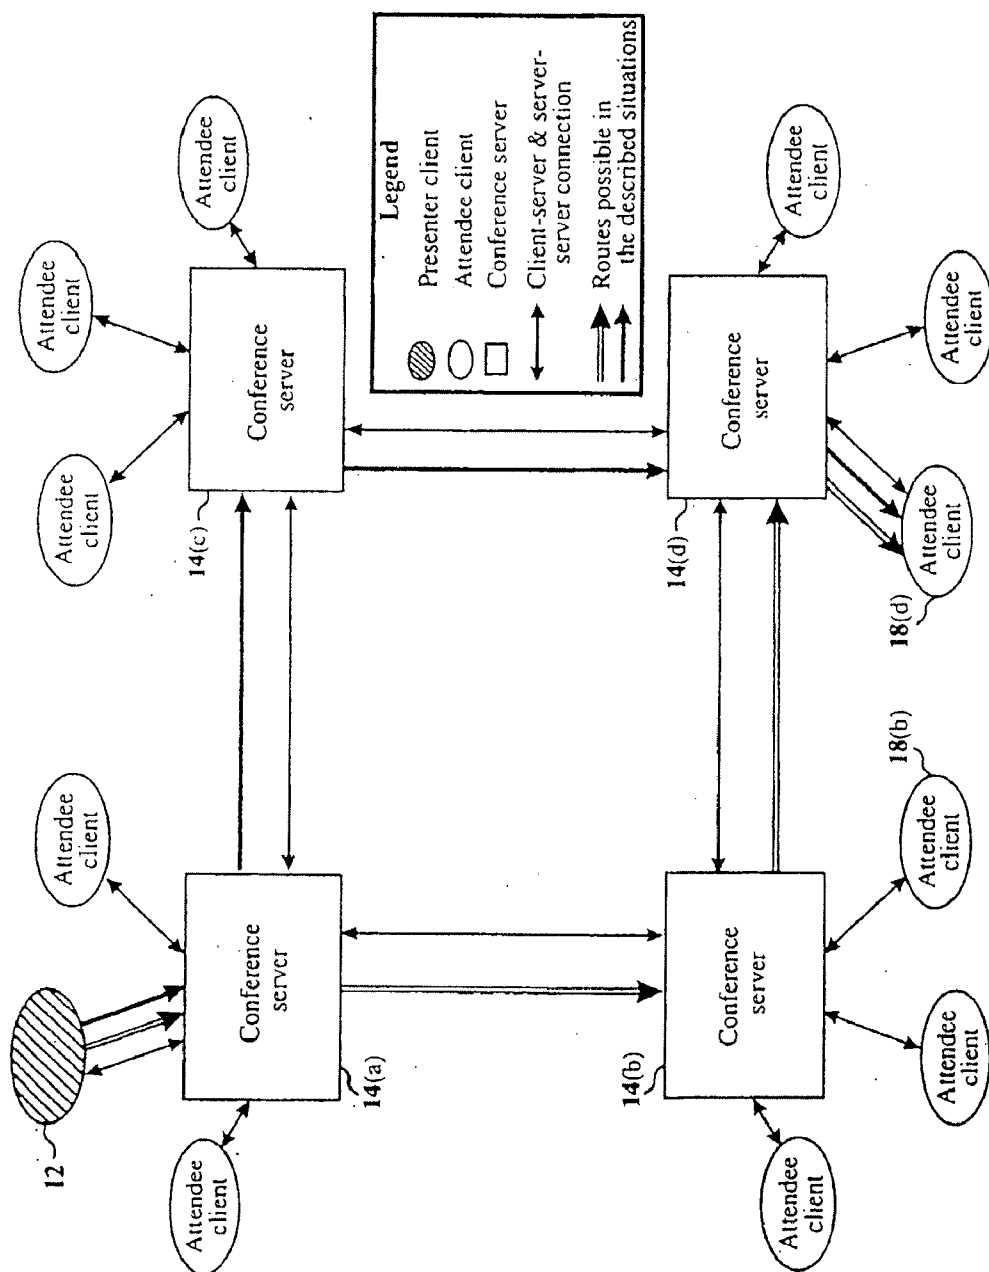 12
Attendee
client
Attendee
client
Attendee
client
Attendee
client
Attendee
client
Conference
server
14(a)
Conference
server
14(c)
Legend
Presenter client
Attendee client
Conference server
Client-server & server-
server connection
Routes possible in
the described situations
Conference
server
14(b)
Conference
server
14(d)
Attendee
client
Attendee
client
Attendee
client
18(b)
Attendee
client
18(d)
Attendee
client
Attendee
client